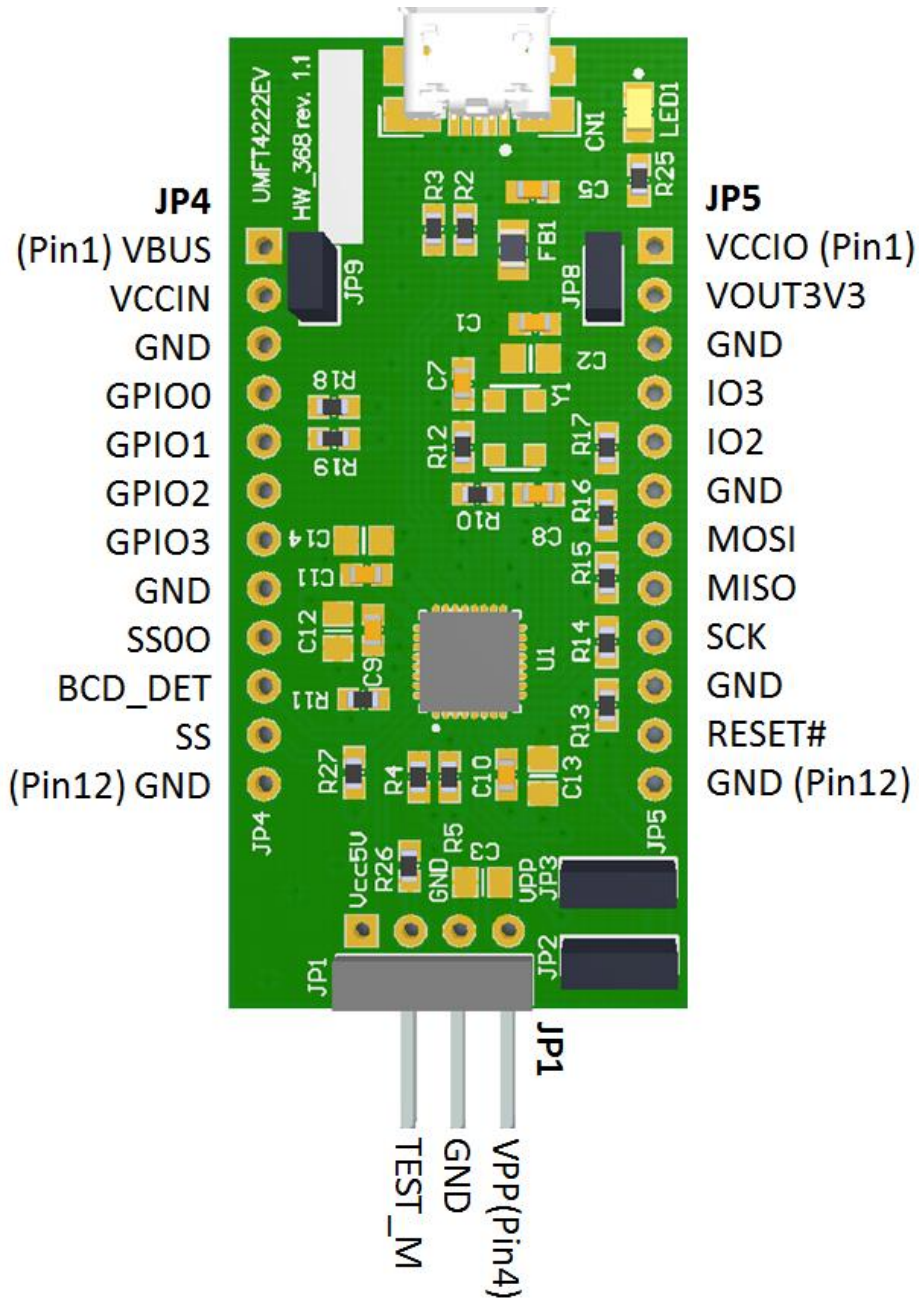 UMFT4222EV
HW_368 rev. 1.1
CN1
LED1
R25
C5
R3
R2
FB1
JP4
(Pin1) VBUS
VCCIN
GND
GPIO0
GPIO1
GPIO2
GPIO3
GND
SS0O
BCD_DET
SS
(Pin12) GND
JP5
VCCIO (Pin1)
VOUT3V3
GND
IO3
IO2
GND
MOSI
MISO
SCK
GND
RESET#
GND (Pin12)
JP9
JP8
C1
C2
C7
Y1
R18
R19
R12
R17
R10
C8
R16
C14
R15
C11
C12
C9
U1
R14
R11
R13
R27
R4
C10
C13
JP4
JP5
Vcc5V
R26
R5
GND
C3
VPP
JP3
JP2
JP1
JP1
TEST_M
GND
VPP(Pin4)